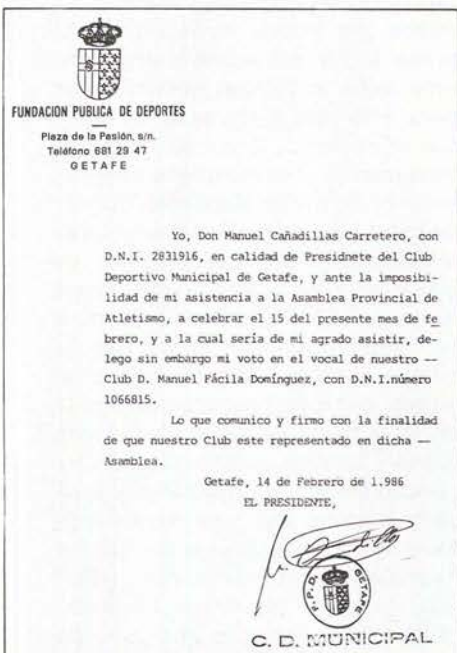 FUNDACION PUBLICA DE DEPORTES
Plaza de la Pasión, s/n.
Teléfono 681 29 47
GETAFE
Yo, Don Manuel Cañadillas Carretero, con
D.N.I. 2831916, en calidad de Presidnete del Club
Deportivo Municipal de Getafe, y ante la imposibi-
lidad de mi asistencia a la Asamblea Provincial de
Atletismo, a celebrar el 15 del presente mes de fe
brero, y a la cual sería de mi agrado asistir, de-
lego sin embargo mi voto en el vocal de nuestro --
Club D. Manuel Fácila Domínguez, con D.N.I.número
1066815.
Lo que comunico y firmo con la finalidad
de que nuestro Club este representado en dicha --
Asamblea.
Getafe, 14 de Febrero de 1.986
EL PRESIDENTE,
GETAFE
C. D. MUNICIPAL